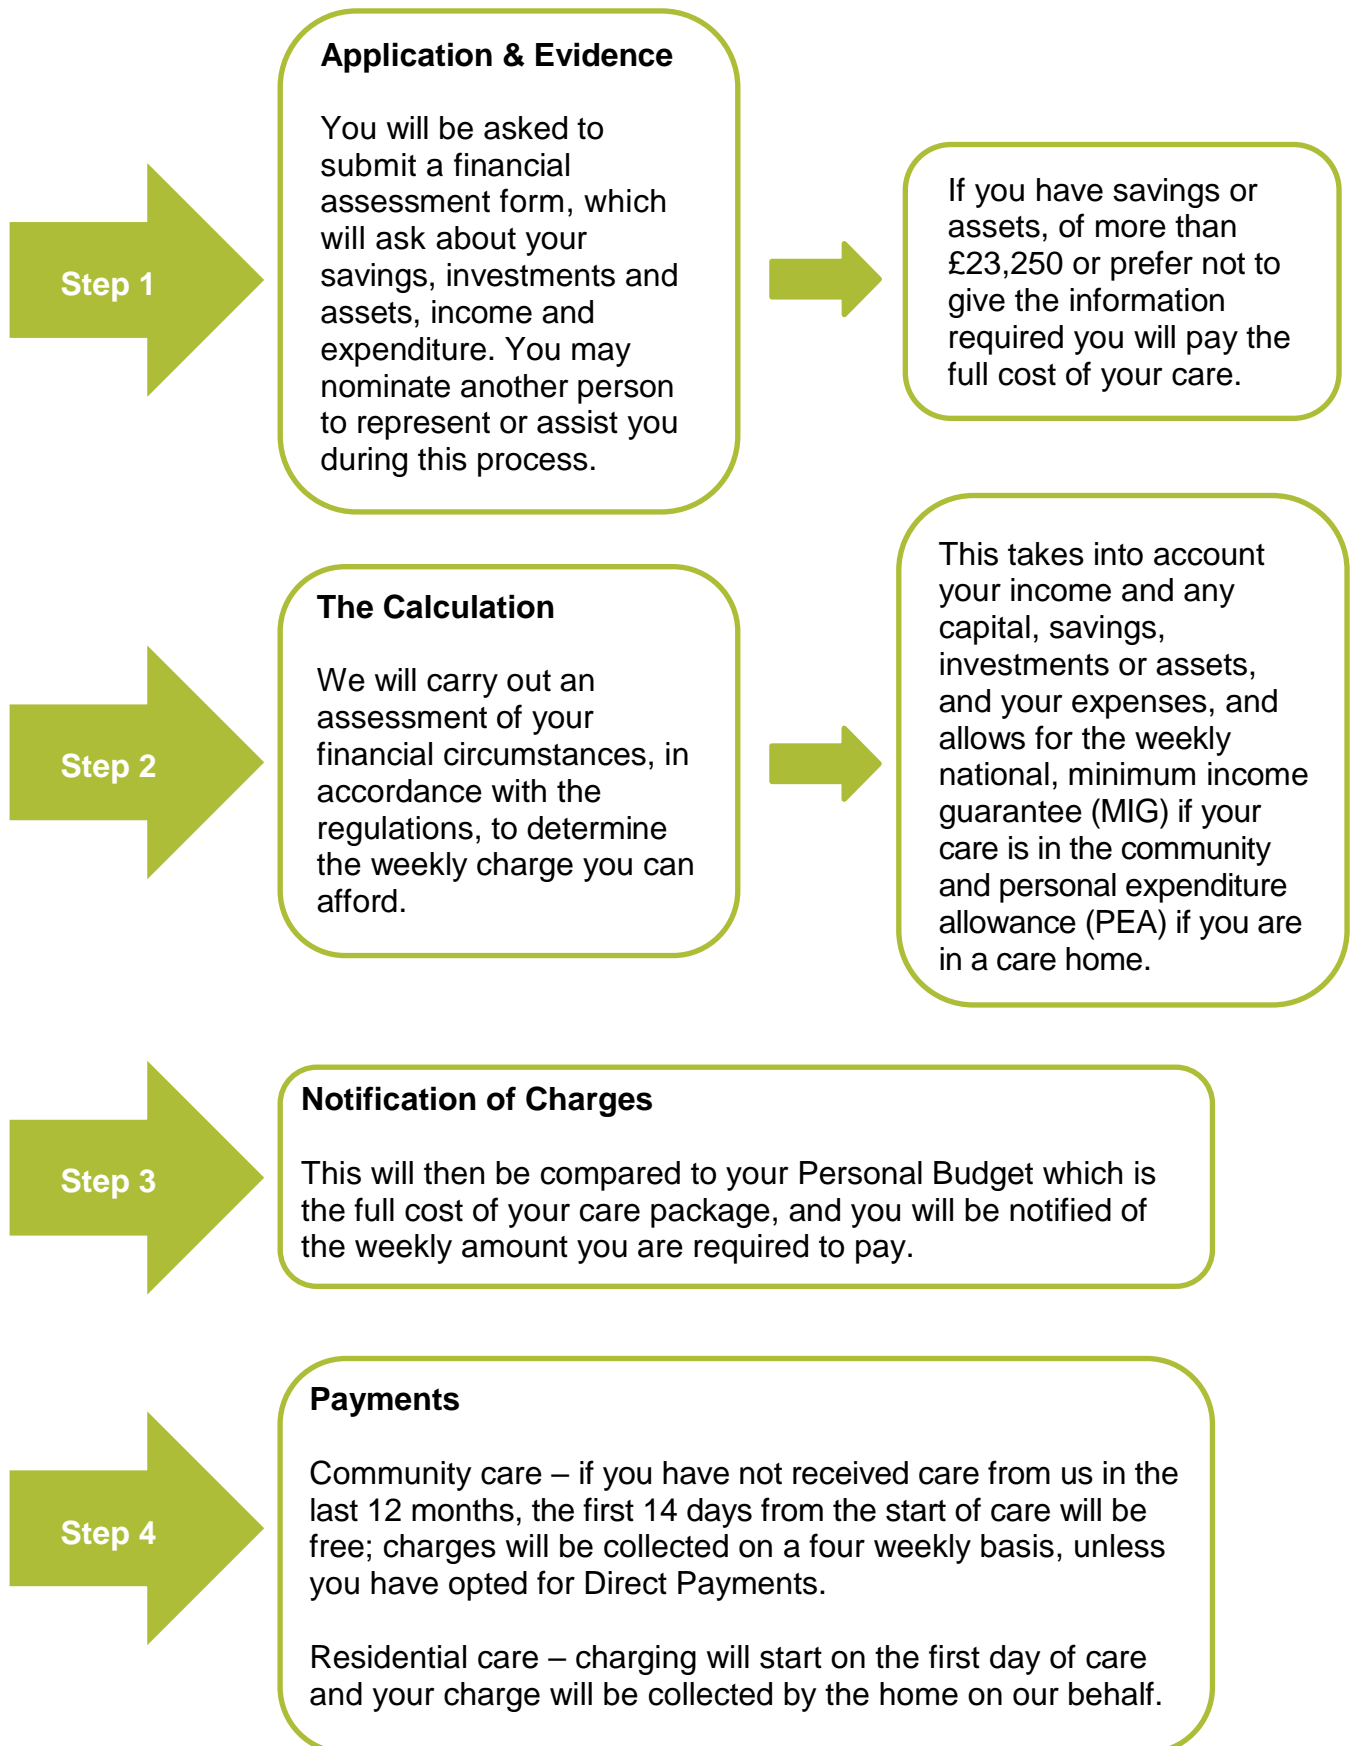 Step 1
Application & Evidence
You will be asked to
submit a financial
assessment form, which
will ask about your
savings, investments and
assets, income and
expenditure. You may
nominate another person
to represent or assist you
during this process.
If you have savings or
assets, of more than
£23,250 or prefer not to
give the information
required you will pay the
full cost of your care.
Step 2
The Calculation
We will carry out an
assessment of your
financial circumstances, in
accordance with the
regulations, to determine
the weekly charge you can
afford.
This takes into account
your income and any
capital, savings,
investments or assets,
and your expenses, and
allows for the weekly
national, minimum income
guarantee (MIG) if your
care is in the community
and personal expenditure
allowance (PEA) if you are
in a care home.
Step 3
Notification of Charges
This will then be compared to your Personal Budget which is
the full cost of your care package, and you will be notified of
the weekly amount you are required to pay.
Step 4
Payments
Community care – if you have not received care from us in the
last 12 months, the first 14 days from the start of care will be
free; charges will be collected on a four weekly basis, unless
you have opted for Direct Payments.
Residential care – charging will start on the first day of care
and your charge will be collected by the home on our behalf.